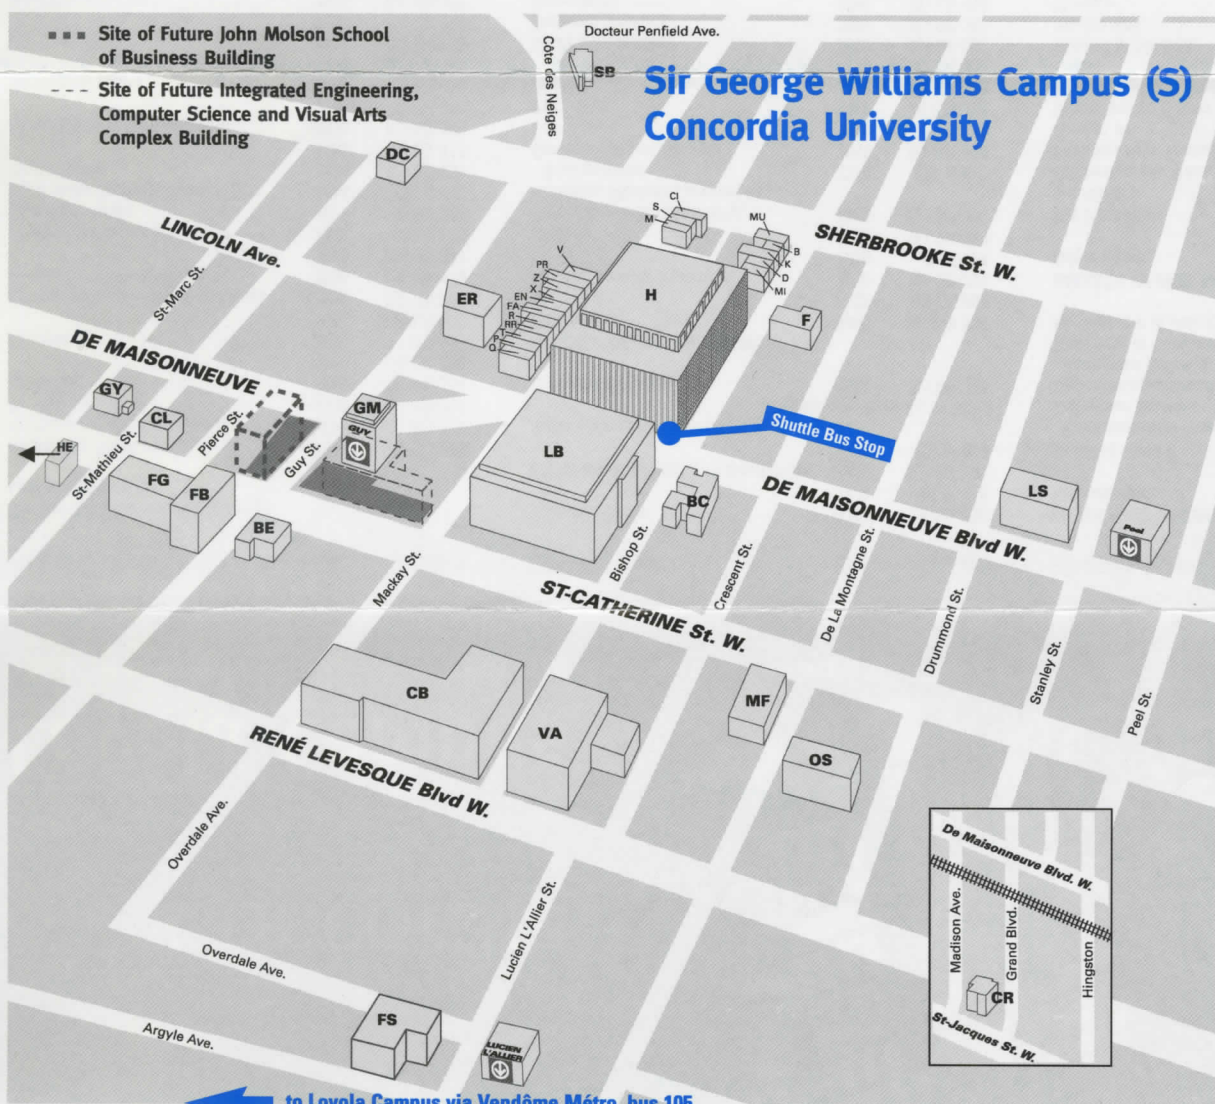 Site of Future John Molson School
of Business Building
Site of Future Integrated Engineering,
Computer Science and Visual Arts
Complex Building
Docteur Penfield Ave.
Côte des Neiges
SB
Sir George Williams Campus (S)
Concordia University
DC
CI
S
M
MU
B
K
D
MI
SHERBROOKE St. W.
LINCOLN Ave.
St-Marc St.
V
PR
Z
X
EN
FA
R
RR
T
P
Q
ER
H
F
DE MAISONNEUVE
GY
CL
Pierce St.
GM
GUY
Guy St.
HE
St-Mathieu St.
FG
FB
BE
LB
Shuttle Bus Stop
BC
DE MAISONNEUVE Blvd W.
LS
Peel
Mackay St.
Bishop St.
Crescent St.
De La Montagne St.
Drummond St.
Stanley St.
Peel St.
ST-CATHERINE St. W.
CB
VA
MF
OS
RENÉ LEVESQUE Blvd W.
Overdale Ave.
Lucien L'Allier St.
Overdale Ave.
Argyle Ave.
FS
LUCIEN
L'ALLIER
De Maisonneuve Blvd. W.
Madison Ave.
Grand Blvd.
Hingston
CR
St-Jacques St. W.
to Loyola Campus via Vendôme Métro, bus 105